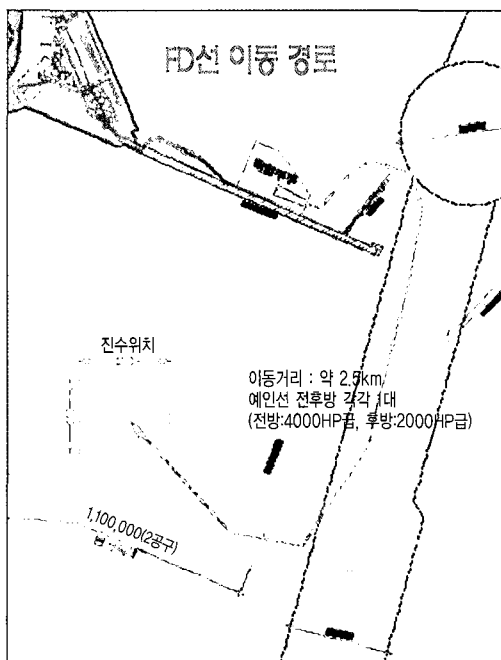 FD선 이동 경로
진수위치
이동거리 : 약 2.5km
예인선 전후방 각각 1대
(전방:4000HP급, 후방:2000HP급)
1,100,000(2공구)